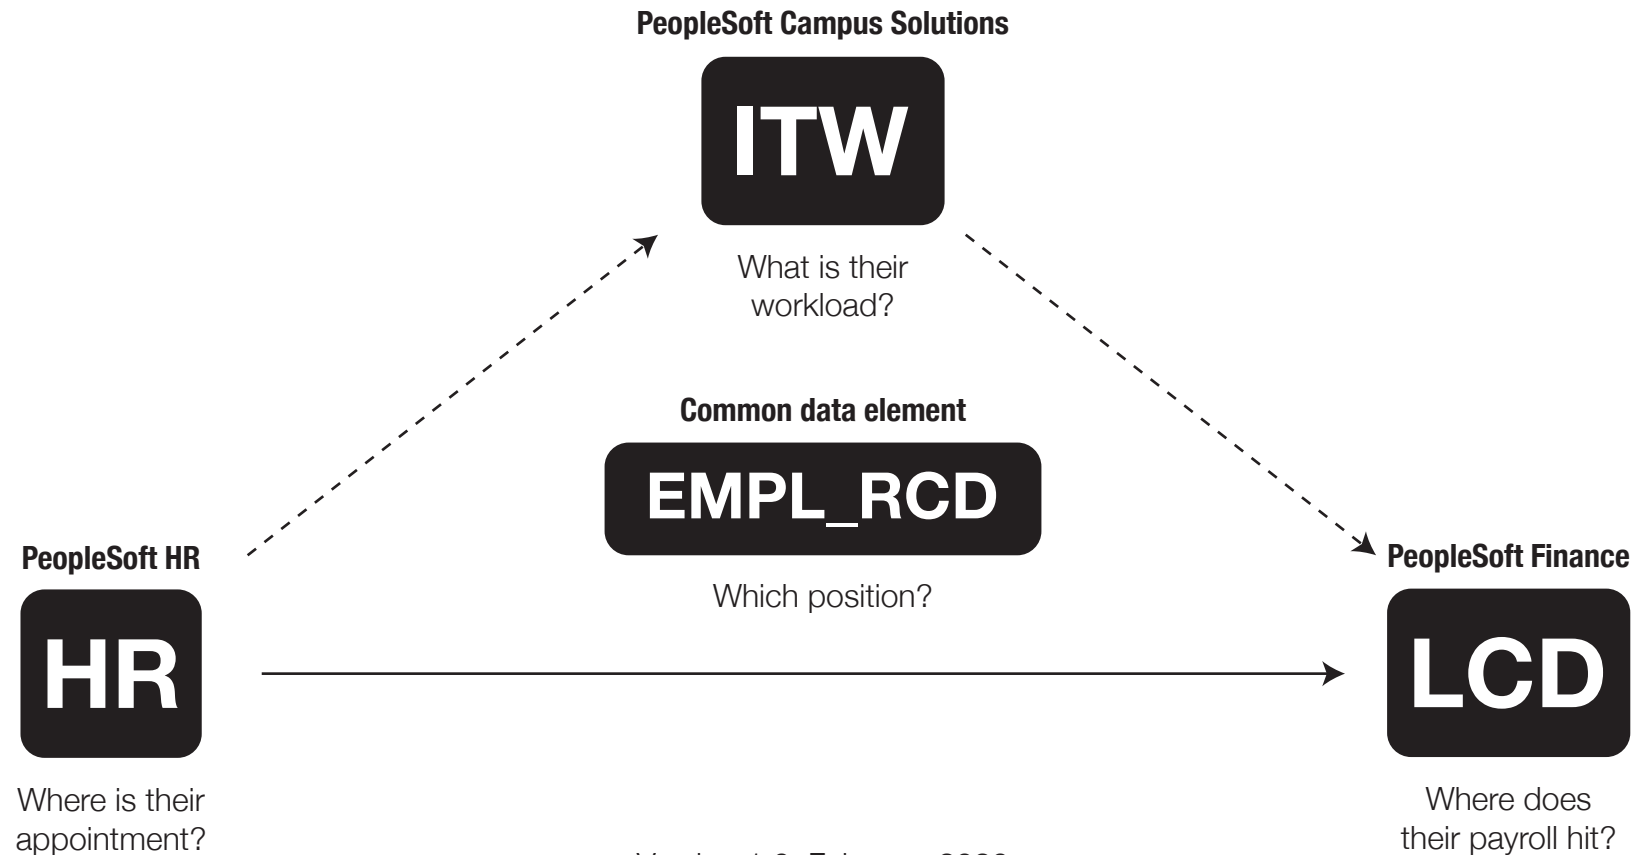 PeopleSoft Campus Solutions
ITW
What is their
workload?
Common data element
EMPL_RCD
Which position?
PeopleSoft HR
HR
Where is their
appointment?
PeopleSoft Finance
LCD
Where does
their payroll hit?